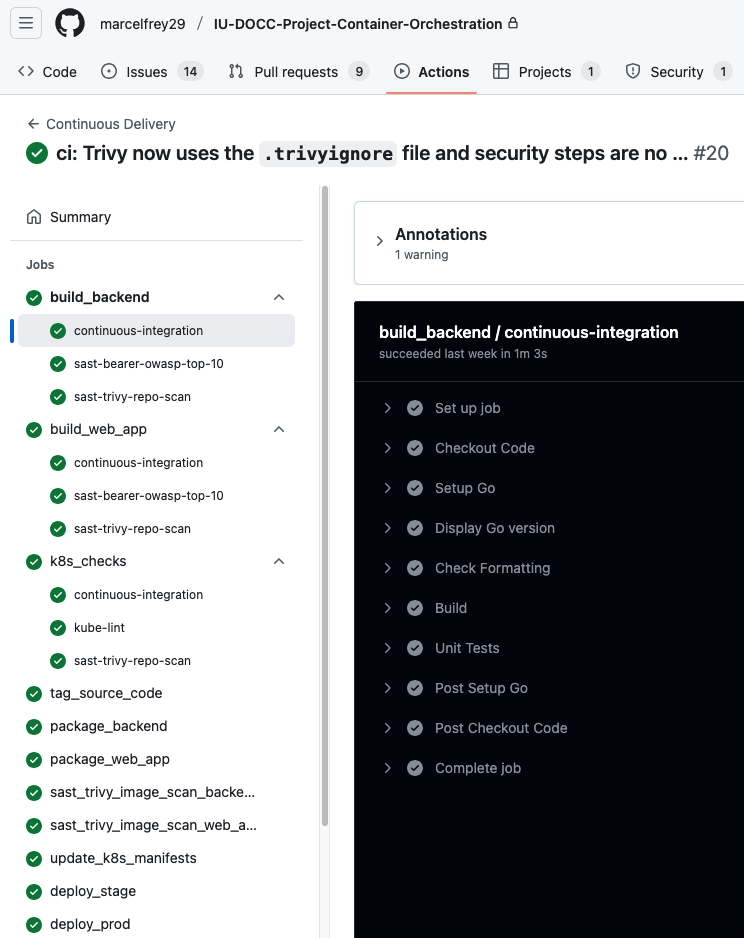 marcelfrey29 / IU-DOCC-Project-Container-Orchestration
Code Issues 14 Pull requests 9 Actions Projects 1 Security 1
Continuous Delivery
ci: Trivy now uses the .trivyignore file and security steps are no ... #20
Summary
Jobs
build_backend
continuous-integration
sast-bearer-owasp-top-10
sast-trivy-repo-scan
build_web_app
continuous-integration
sast-bearer-owasp-top-10
sast-trivy-repo-scan
k8s_checks
continuous-integration
kube-lint
sast-trivy-repo-scan
tag_source_code
package_backend
package_web_app
sast_trivy_image_scan_backe...
sast_trivy_image_scan_web_a...
update_k8s_manifests
deploy_stage
deploy_prod
Annotations
1 warning
build_backend / continuous-integration
succeeded last week in 1m 3s
Set up job
Checkout Code
Setup Go
Display Go version
Check Formatting
Build
Unit Tests
Post Setup Go
Post Checkout Code
Complete job